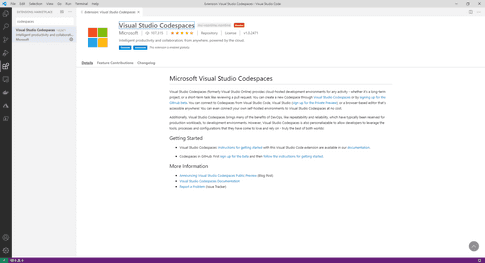 File Edit Selection View Go Run Terminal Help
Extension: Visual Studio Codespaces - Visual Studio Code
EXTENSIONS: MARKETPLACE
Extension: Visual Studio Codespaces
codespaces
Visual Studio Codespaces
Intelligent productivity and collaboratio...
Microsoft
Visual Studio Codespaces
Microsoft
Repository
License
Intelligent productivity and collaboration from anywhere, powered by the cloud.
Details Feature Contributions Changelog
Microsoft Visual Studio Codespaces
Visual Studio Codespaces (Previously Visual Studio Online) provides cloud-hosted development environments for any activity - whether it's a long-term
project, or a short-term task like reviewing a pull request. You can create a new Codespace through Visual Studio Codespaces or by signing up for the
GitHub Beta. You can connect to Codespaces from Visual Studio Code, Visual Studio (sign up for the Private Preview), or a browser-based editor that's
accessible anywhere! You can even connect your own self-hosted environments to Visual Studio Codespaces at no cost!
Additionally, Visual Studio Codespaces brings many of the benefits of DevOps, like repeatability and reliability, which have typically been reserved for
production workloads, to development environments. However, Visual Studio Codespaces is also personalizable to allow developers to leverage the
tools, processes and configurations that they have come to love and rely on - truly the best of both worlds!
Getting Started
Visual Studio Codespaces: instructions for getting started with this Visual Studio Code extension are available in our documentation
Codespaces in GitHub: First sign up for the beta and then follow the instructions for getting started.
More Information
Announcing Visual Studio Codespaces Public Preview (Blog Post)
Visual Studio Codespaces Documentation
Report a Problem (Issue Tracker)